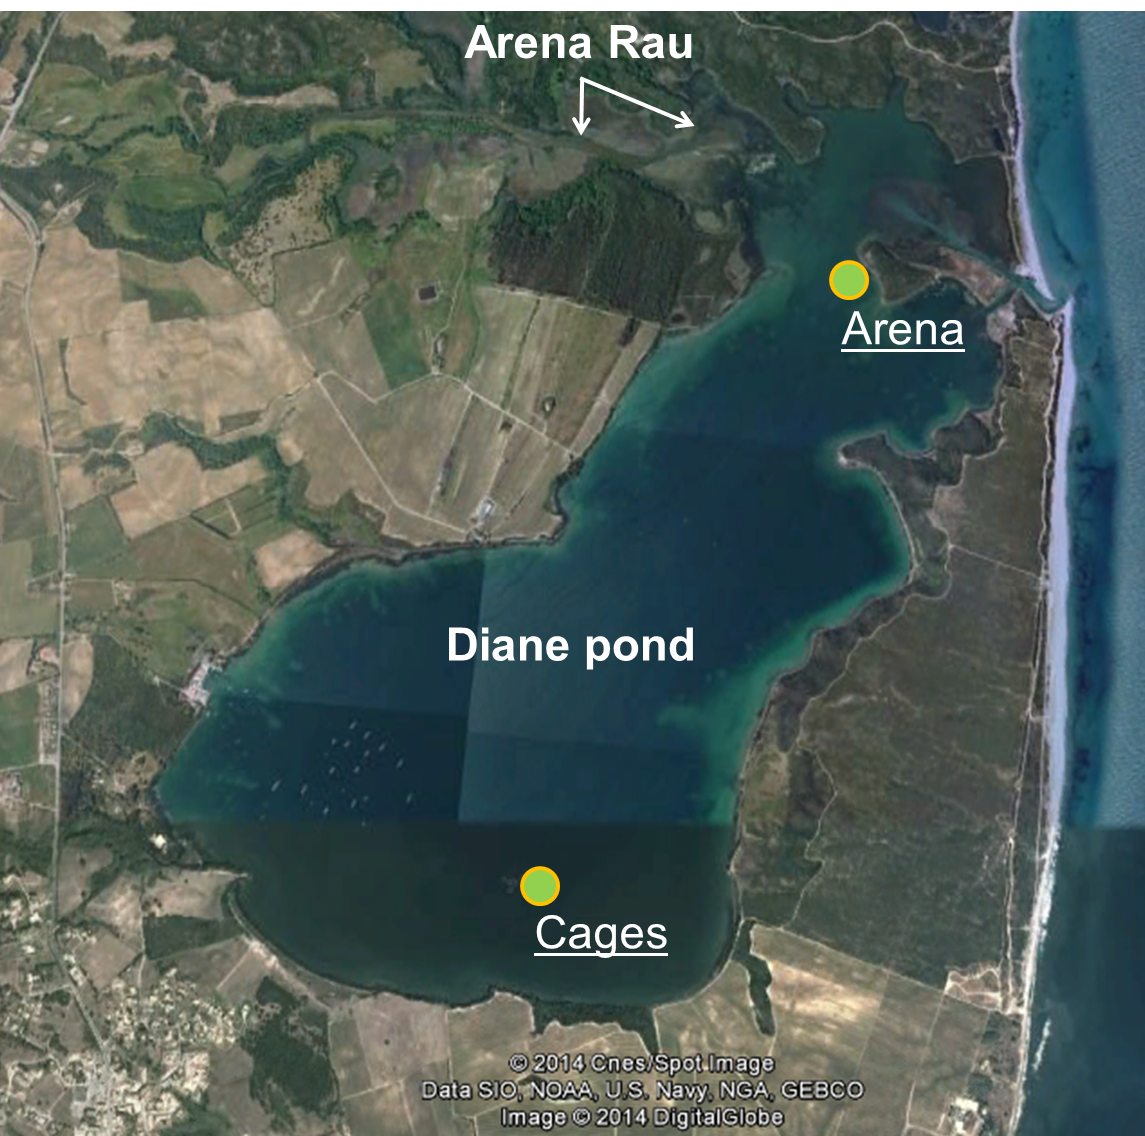 Arena Rau
Arena
Diane pond
Cages
© 2014 Cnes/Spot Image
Data SIO, NOAA, U.S. Navy, NGA, GEBCO
Image © 2014 DigitalGlobe